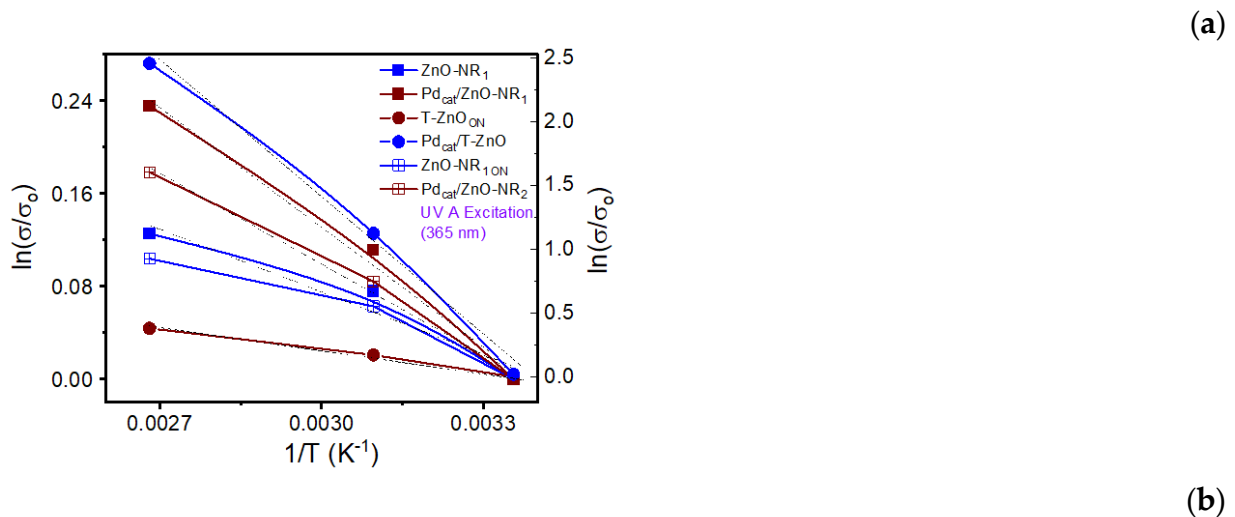 (a)
2.5
2.0
1.5
1.0
0.5
0.0
ln(σ/σo)
0.24
0.16
0.08
0.00
ln(σ/σo)
ZnO-NR1
Pdcat/ZnO-NR1
T-ZnOON
Pdcat/T-ZnO
ZnO-NR1ON
Pdcat/ZnO-NR2
UV A Excitation
(365 nm)
0.0027 0.0030 0.0033
1/T (K-1)
(b)